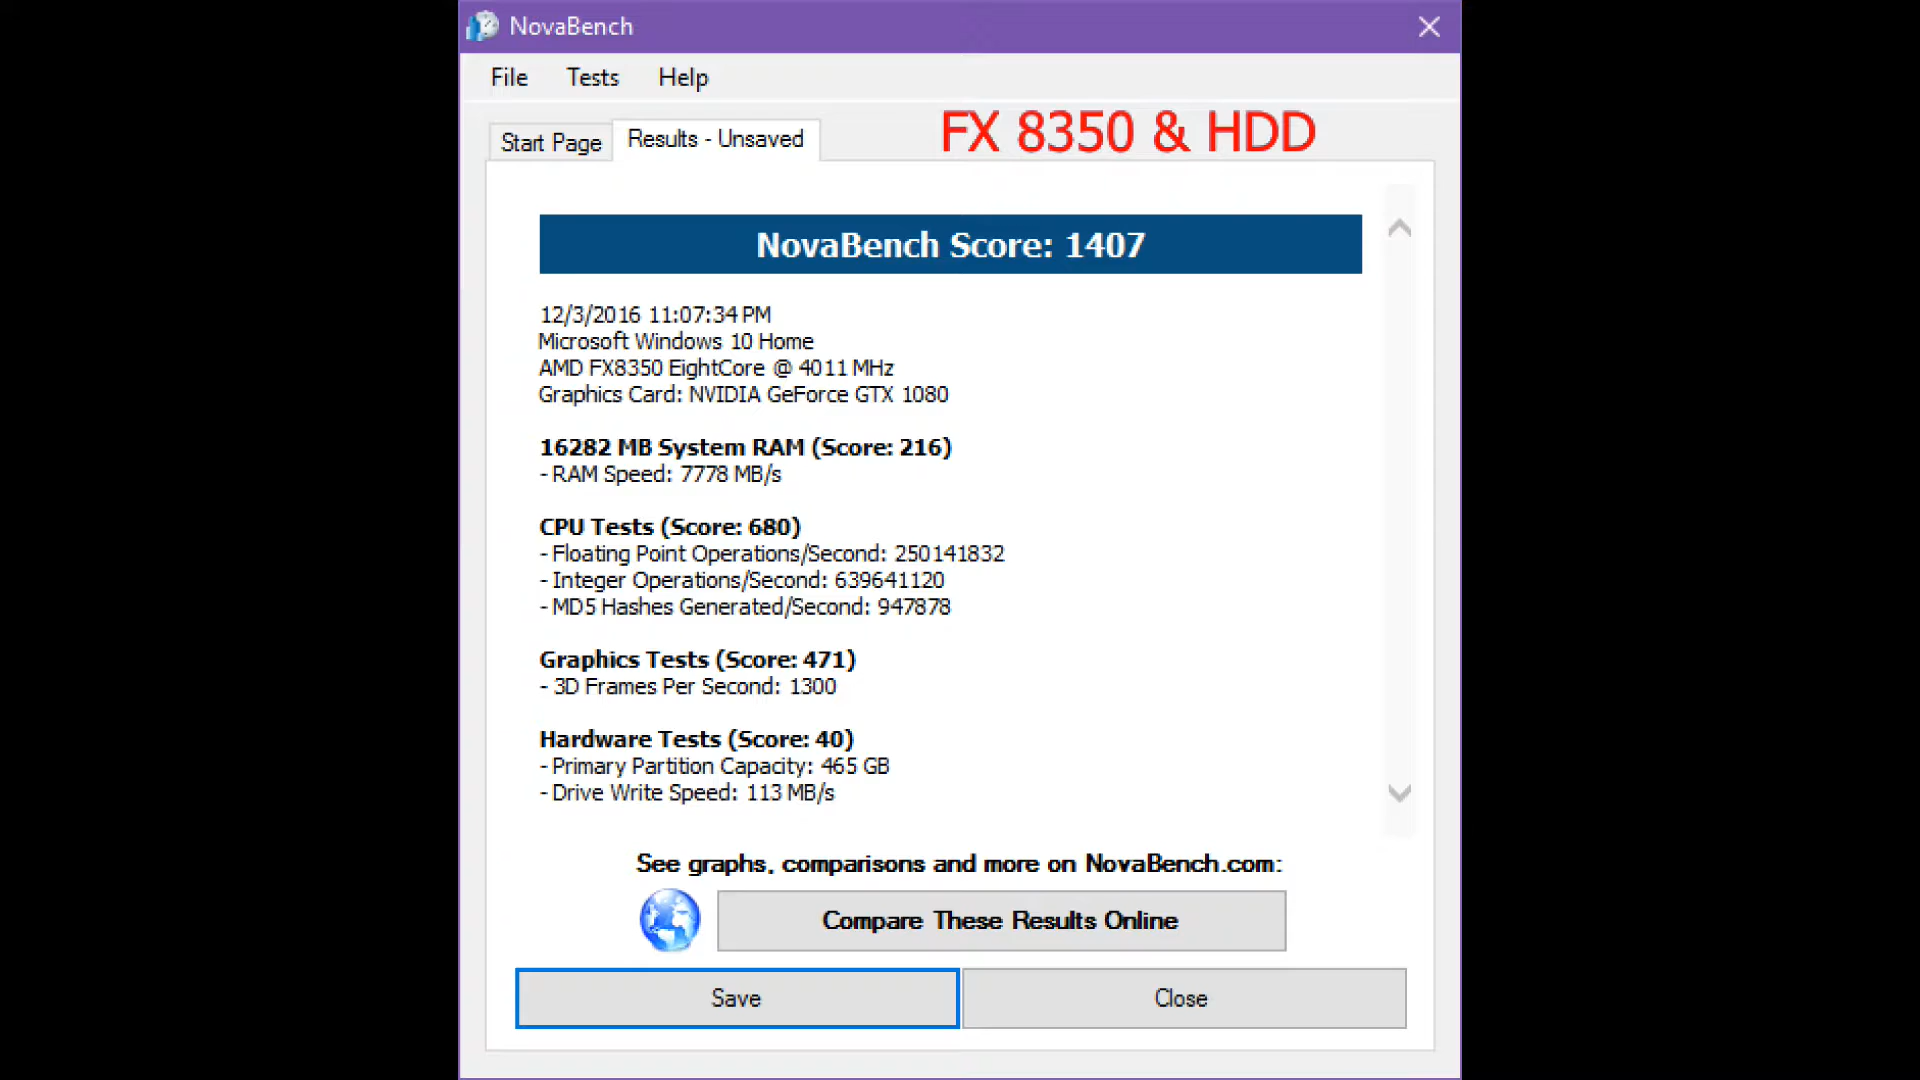 NovaBench
File Tests Help
Start Page Results - Unsaved FX 8350 & HDD
NovaBench Score: 1407
12/3/2016 11:07:34 PM
Microsoft Windows 10 Home
AMD FX8350 EightCore @ 4011 MHz
Graphics Card: NVIDIA GeForce GTX 1080
16282 MB System RAM (Score: 216)
- RAM Speed: 7778 MB/s
CPU Tests (Score: 680)
- Floating Point Operations/Second: 250141832
- Integer Operations/Second: 639641120
- MD5 Hashes Generated/Second: 947878
Graphics Tests (Score: 471)
- 3D Frames Per Second: 1300
Hardware Tests (Score: 40)
- Primary Partition Capacity: 465 GB
- Drive Write Speed: 113 MB/s
See graphs, comparisons and more on NovaBench.com:
Compare These Results Online
Save Close